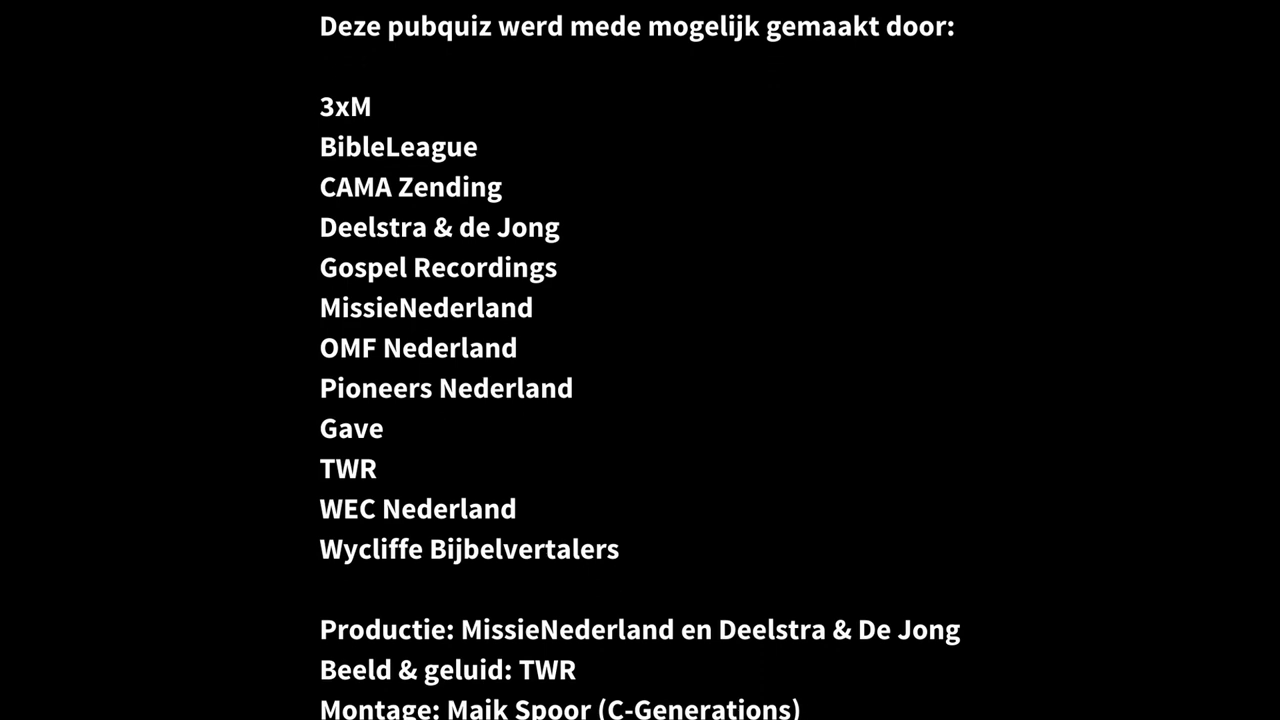 Deze pubquiz werd mede mogelijk gemaakt door:
3xM
BibleLeague
CAMA Zending
Deelstra & de Jong
Gospel Recordings
MissieNederland
OMF Nederland
Pioneers Nederland
Gave
TWR
WEC Nederland
Wycliffe Bijbelvertalers
Productie: MissieNederland en Deelstra & De Jong
Beeld & geluid: TWR
Montage: Maik Spoor (C-Generations)